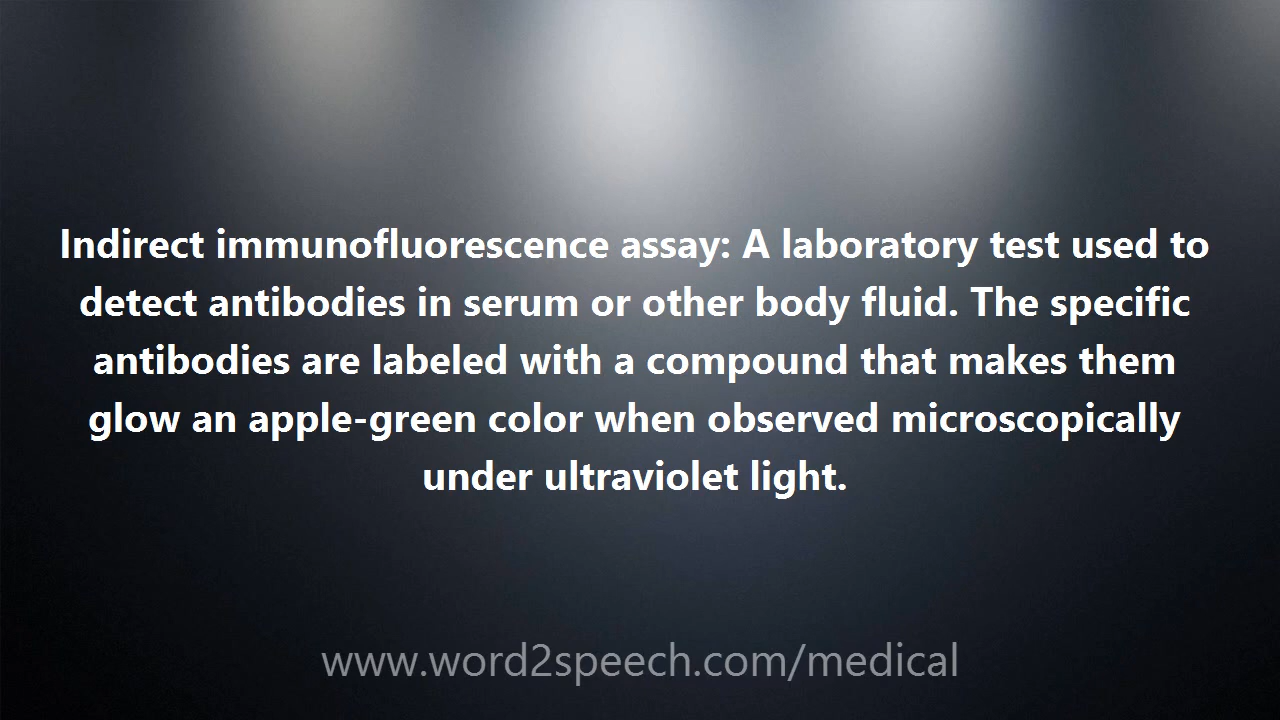 Indirect immunofluorescence assay: A laboratory test used to
detect antibodies in serum or other body fluid. The specific
antibodies are labeled with a compound that makes them
glow an apple-green color when observed microscopically
under ultraviolet light.
www.word2speech.com/medical